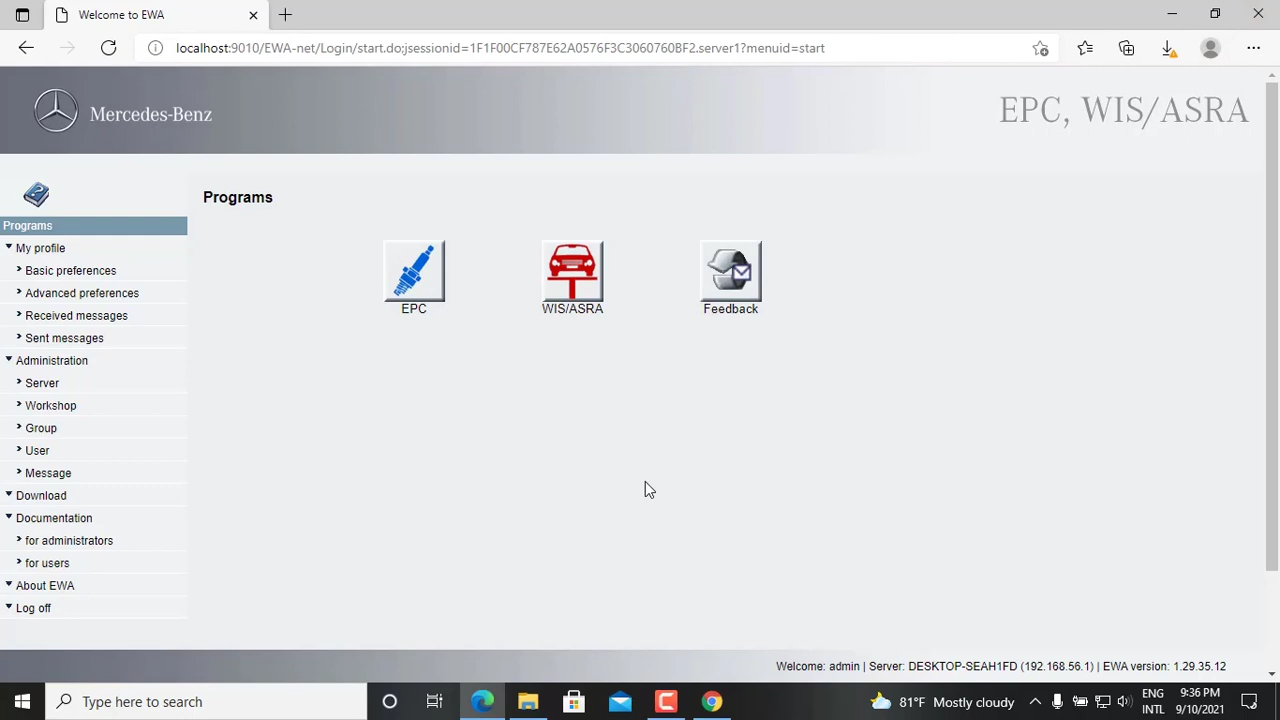 Welcome to EWA
localhost:9010/EWA-net/Login/start.do;jsessionid=1F1F00CF787E62A0576F3C3060760BF2.server1?menuid=start
Mercedes-Benz
EPC, WIS/ASRA
Programs
My profile
Basic preferences
Advanced preferences
Received messages
Sent messages
Administration
Server
Workshop
Group
User
Message
Download
Documentation
for administrators
for users
About EWA
Log off
Programs
EPC
WIS/ASRA
Feedback
Welcome: admin | Server: DESKTOP-SEAH1FD (192.168.56.1) | EWA version: 1.29.35.12
Type here to search
81°F Mostly cloudy
ENG
INTL
9:36 PM
9/10/2021